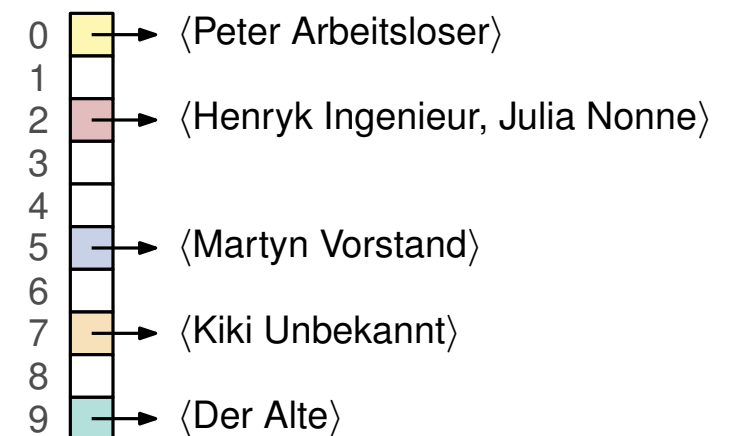 0 ⟨Peter Arbeitsloser⟩
1
2 ⟨Henryk Ingenieur, Julia Nonne⟩
3
4
5 ⟨Martyn Vorstand⟩
6
7 ⟨Kiki Unbekannt⟩
8
9 ⟨Der Alte⟩